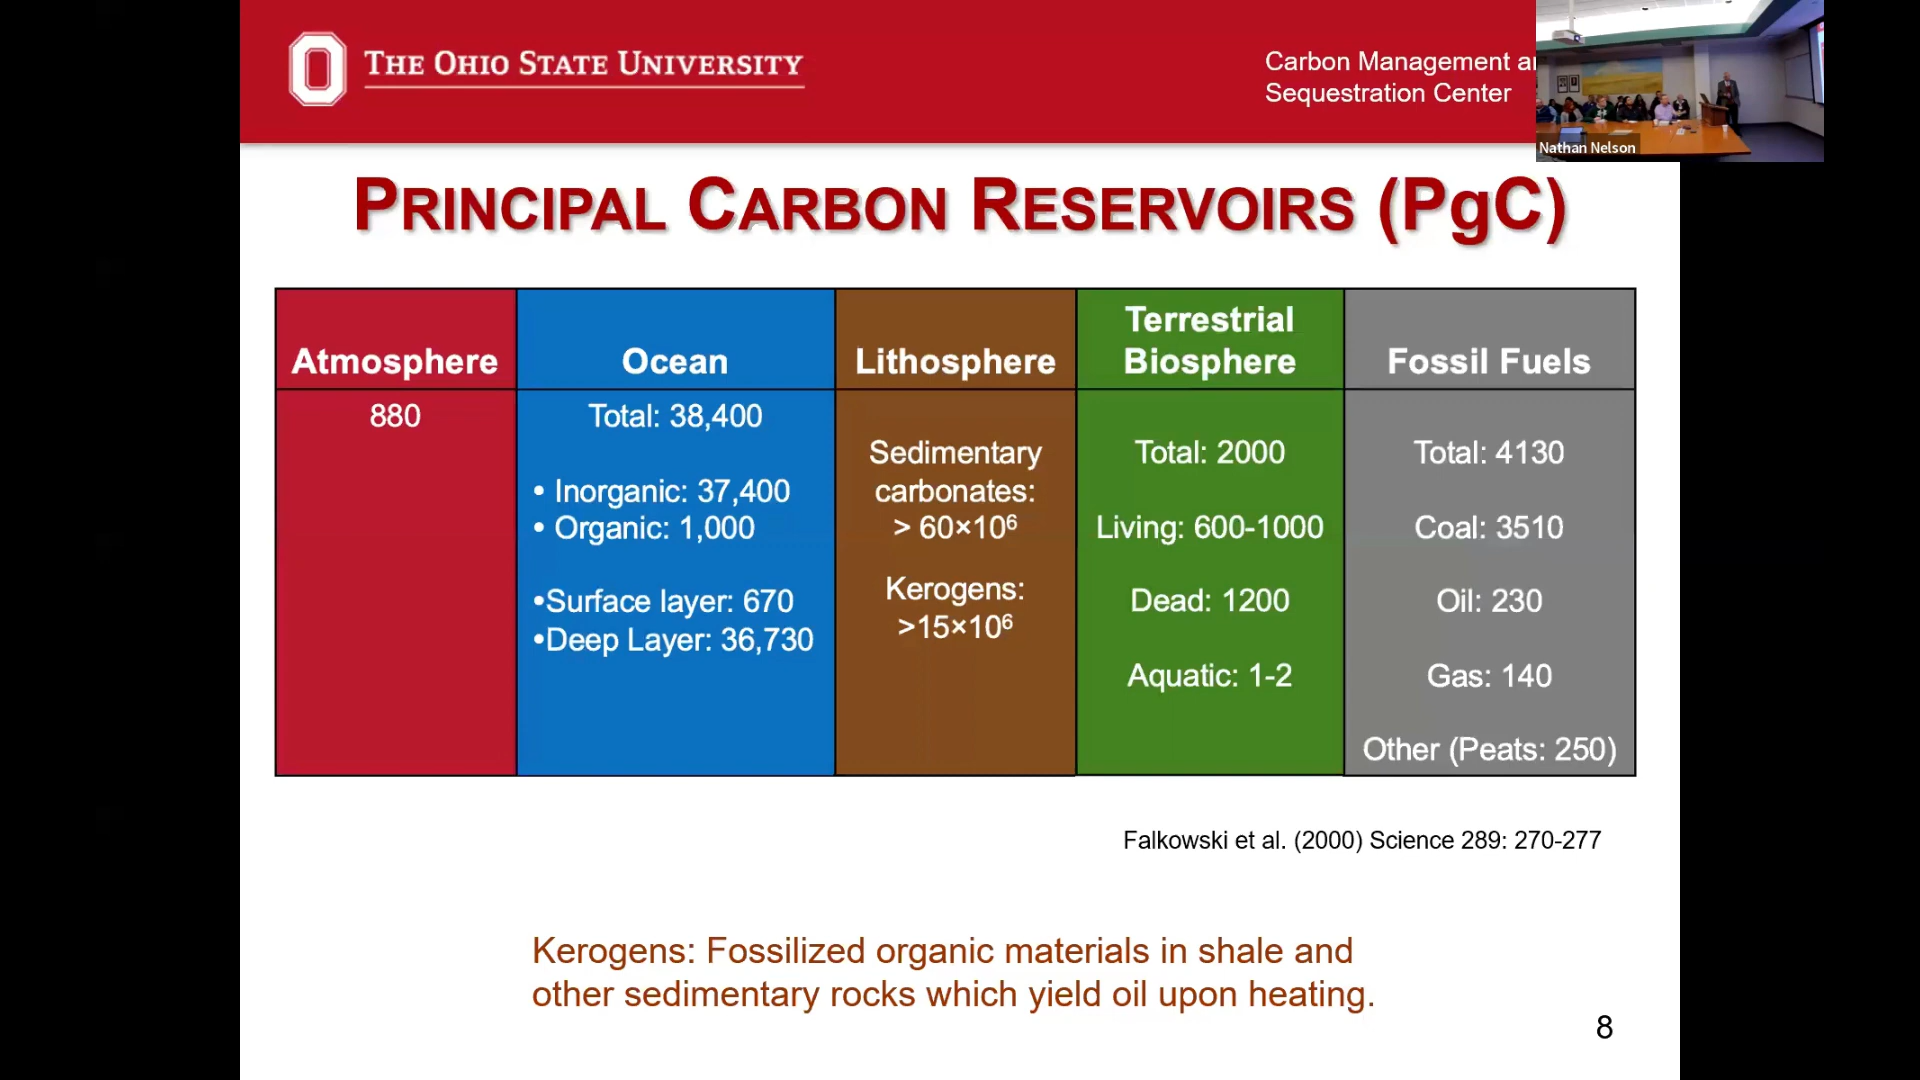 THE OHIO STATE UNIVERSITY
Carbon Management a
Sequestration Center
Nathan Nelson
PRINCIPAL CARBON RESERVOIRS (PgC)
Atmosphere
880
Ocean
Total: 38,400
• Inorganic: 37,400
• Organic: 1,000
•Surface layer: 670
•Deep Layer: 36,730
Lithosphere
Sedimentary
carbonates:
> 60×10⁶
Kerogens:
>15×10⁶
Terrestrial
Biosphere
Total: 2000
Living: 600-1000
Dead: 1200
Aquatic: 1-2
Fossil Fuels
Total: 4130
Coal: 3510
Oil: 230
Gas: 140
Other (Peats: 250)
Falkowski et al. (2000) Science 289: 270-277
Kerogens: Fossilized organic materials in shale and
other sedimentary rocks which yield oil upon heating.
8